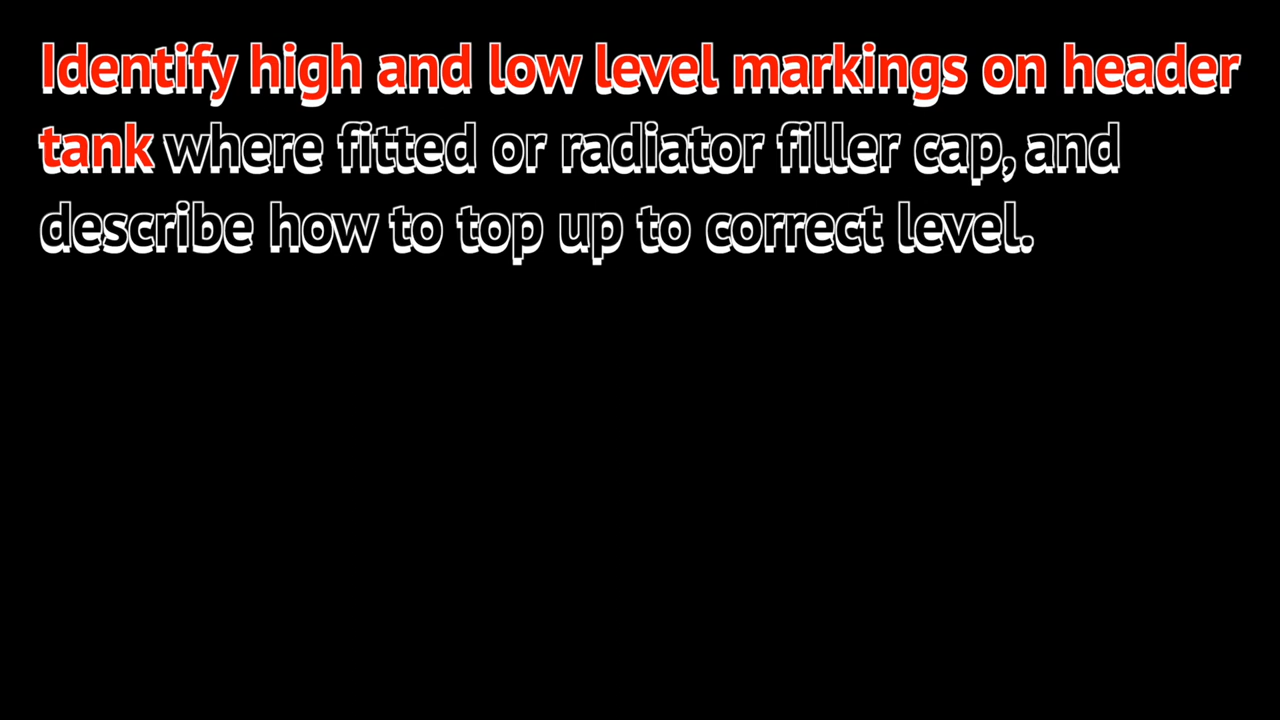 Identify high and low level markings on header
tank where fitted or radiator filler cap, and
describe how to top up to correct level.